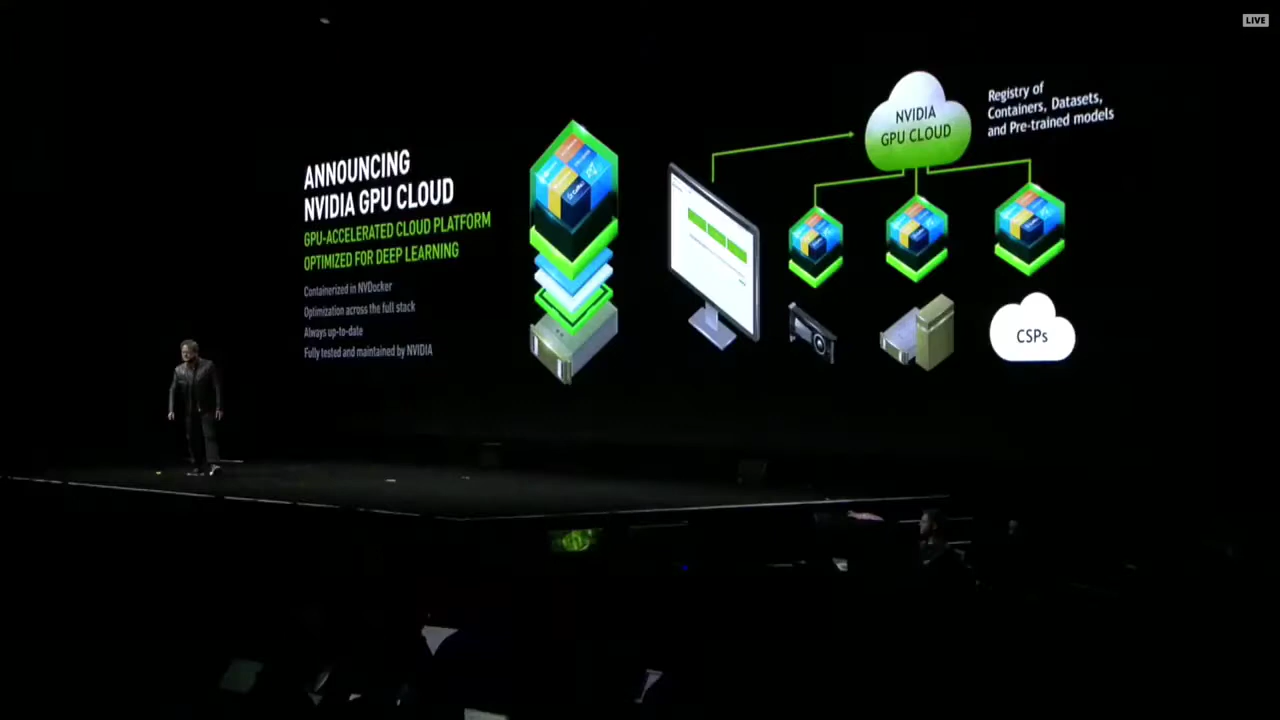 LIVE
ANNOUNCING
NVIDIA GPU CLOUD
GPU-ACCELERATED CLOUD PLATFORM
OPTIMIZED FOR DEEP LEARNING
Containerized in NVDocker
Optimization across the full stack
Always up-to-date
Fully tested and maintained by NVIDIA
NVIDIA
GPU CLOUD
Registry of
Containers, Datasets,
and Pre-trained models
CSPs